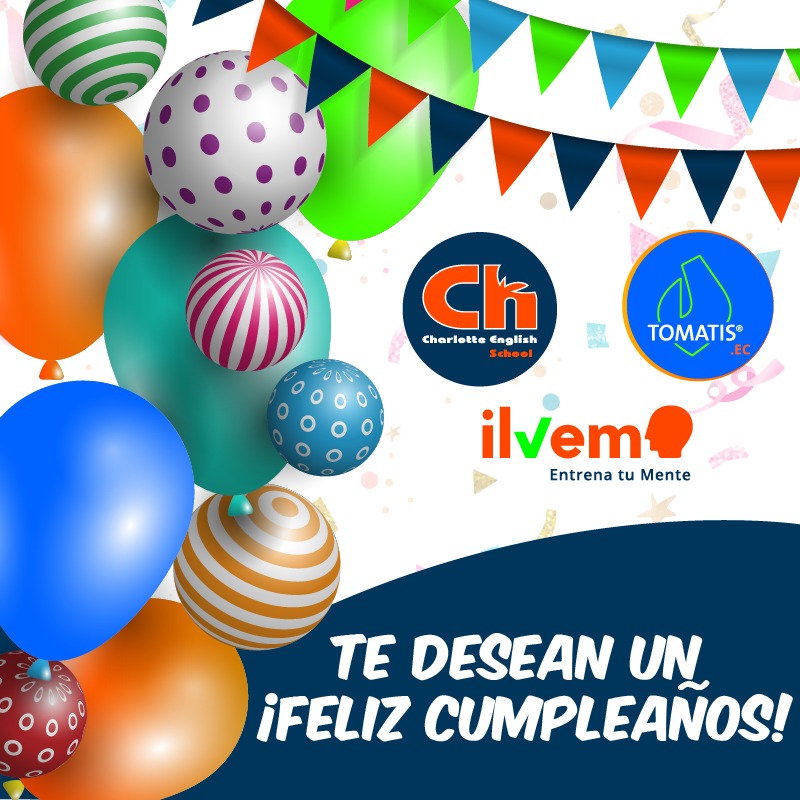 Ch
Charlotte English
School
TOMATIS®
.EC
ilvem
Entrena tu Mente
TE DESEAN UN
¡FELIZ CUMPLEAÑOS!